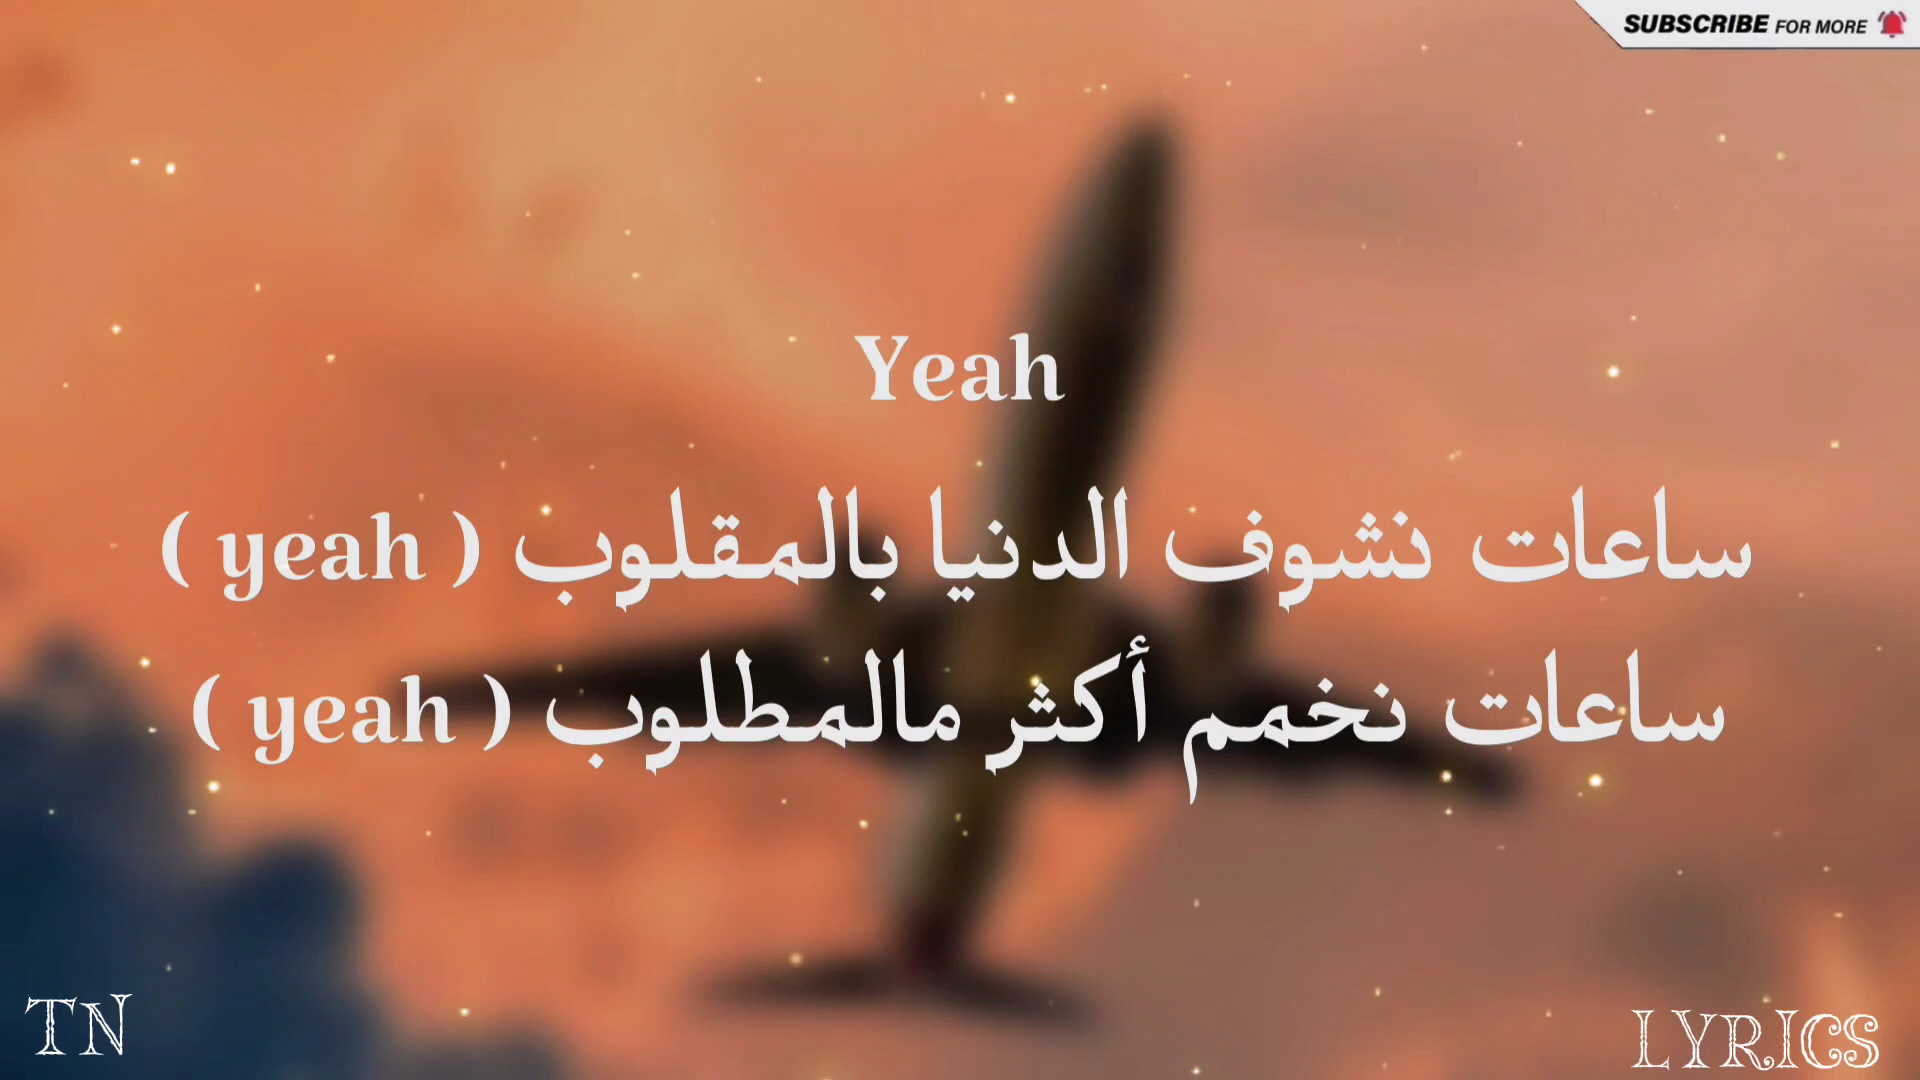 SUBSCRIBE FOR MORE
Yeah
ساعات نشوف الدنيا بالمقلوب ( yeah )
ساعات نخمم أكثر مالمطلوب ( yeah )
TN
LYRICS